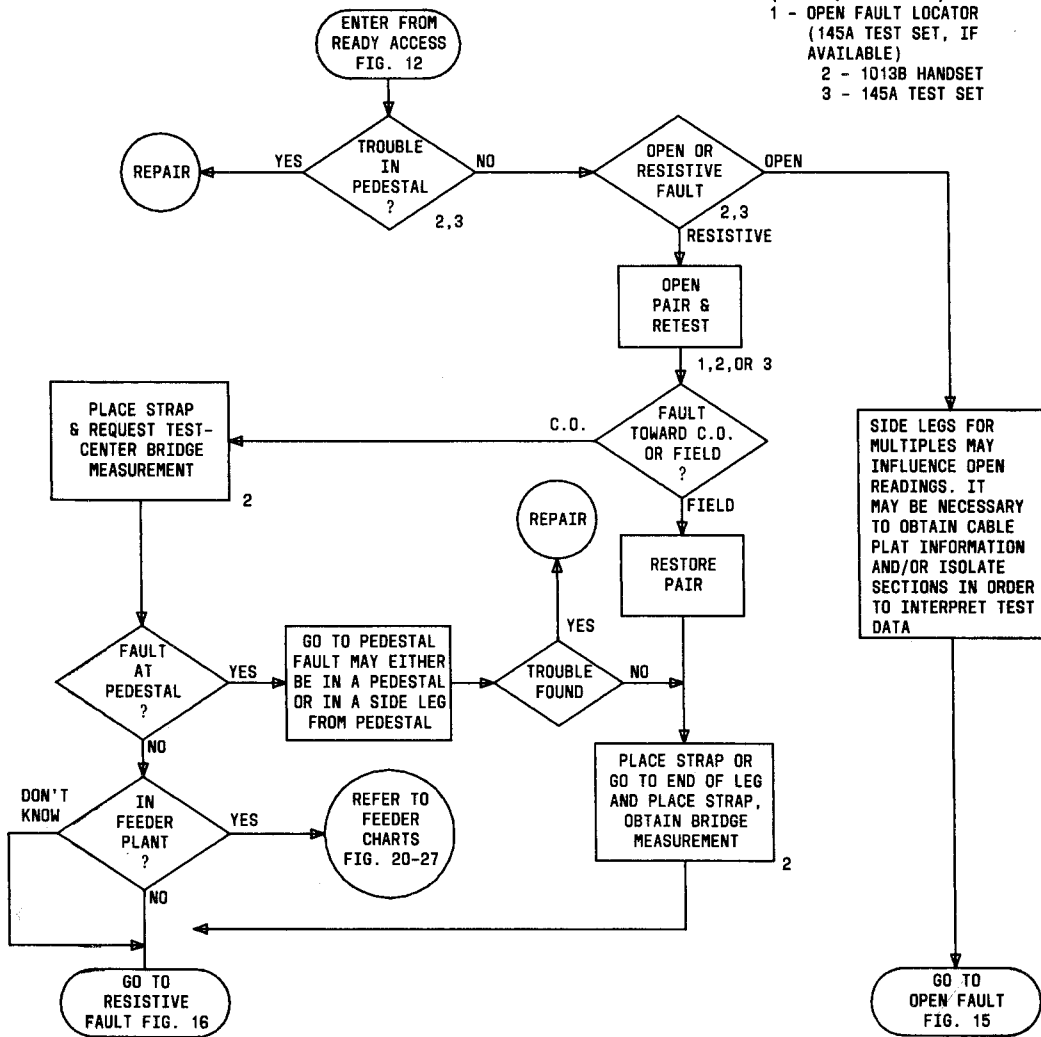 1 - OPEN FAULT LOCATOR
(145A TEST SET, IF
AVAILABLE)
2 - 1013B HANDSET
3 - 145A TEST SET
ENTER FROM
READY ACCESS
FIG. 12
REPAIR
YES
TROUBLE
IN
PEDESTAL
?
2,3
NO
OPEN OR
RESISTIVE
FAULT
2,3
OPEN
RESISTIVE
OPEN
PAIR &
RETEST
1,2,OR 3
FAULT
TOWARD C.O.
OR FIELD
?
C.O.
FIELD
PLACE STRAP
& REQUEST TEST-
CENTER BRIDGE
MEASUREMENT
2
SIDE LEGS FOR
MULTIPLES MAY
INFLUENCE OPEN
READINGS. IT
MAY BE NECESSARY
TO OBTAIN CABLE
PLAT INFORMATION
AND/OR ISOLATE
SECTIONS IN ORDER
TO INTERPRET TEST
DATA
REPAIR
RESTORE
PAIR
FAULT
AT
PEDESTAL
?
YES
GO TO PEDESTAL
FAULT MAY EITHER
BE IN A PEDESTAL
OR IN A SIDE LEG
FROM PEDESTAL
YES
TROUBLE
FOUND
NO
NO
DON'T
KNOW
IN
FEEDER
PLANT
?
YES
REFER TO
FEEDER
CHARTS
FIG. 20-27
PLACE STRAP OR
GO TO END OF LEG
AND PLACE STRAP,
OBTAIN BRIDGE
MEASUREMENT
2
NO
GO TO
RESISTIVE
FAULT FIG. 16
GO TO
OPEN FAULT
FIG. 15